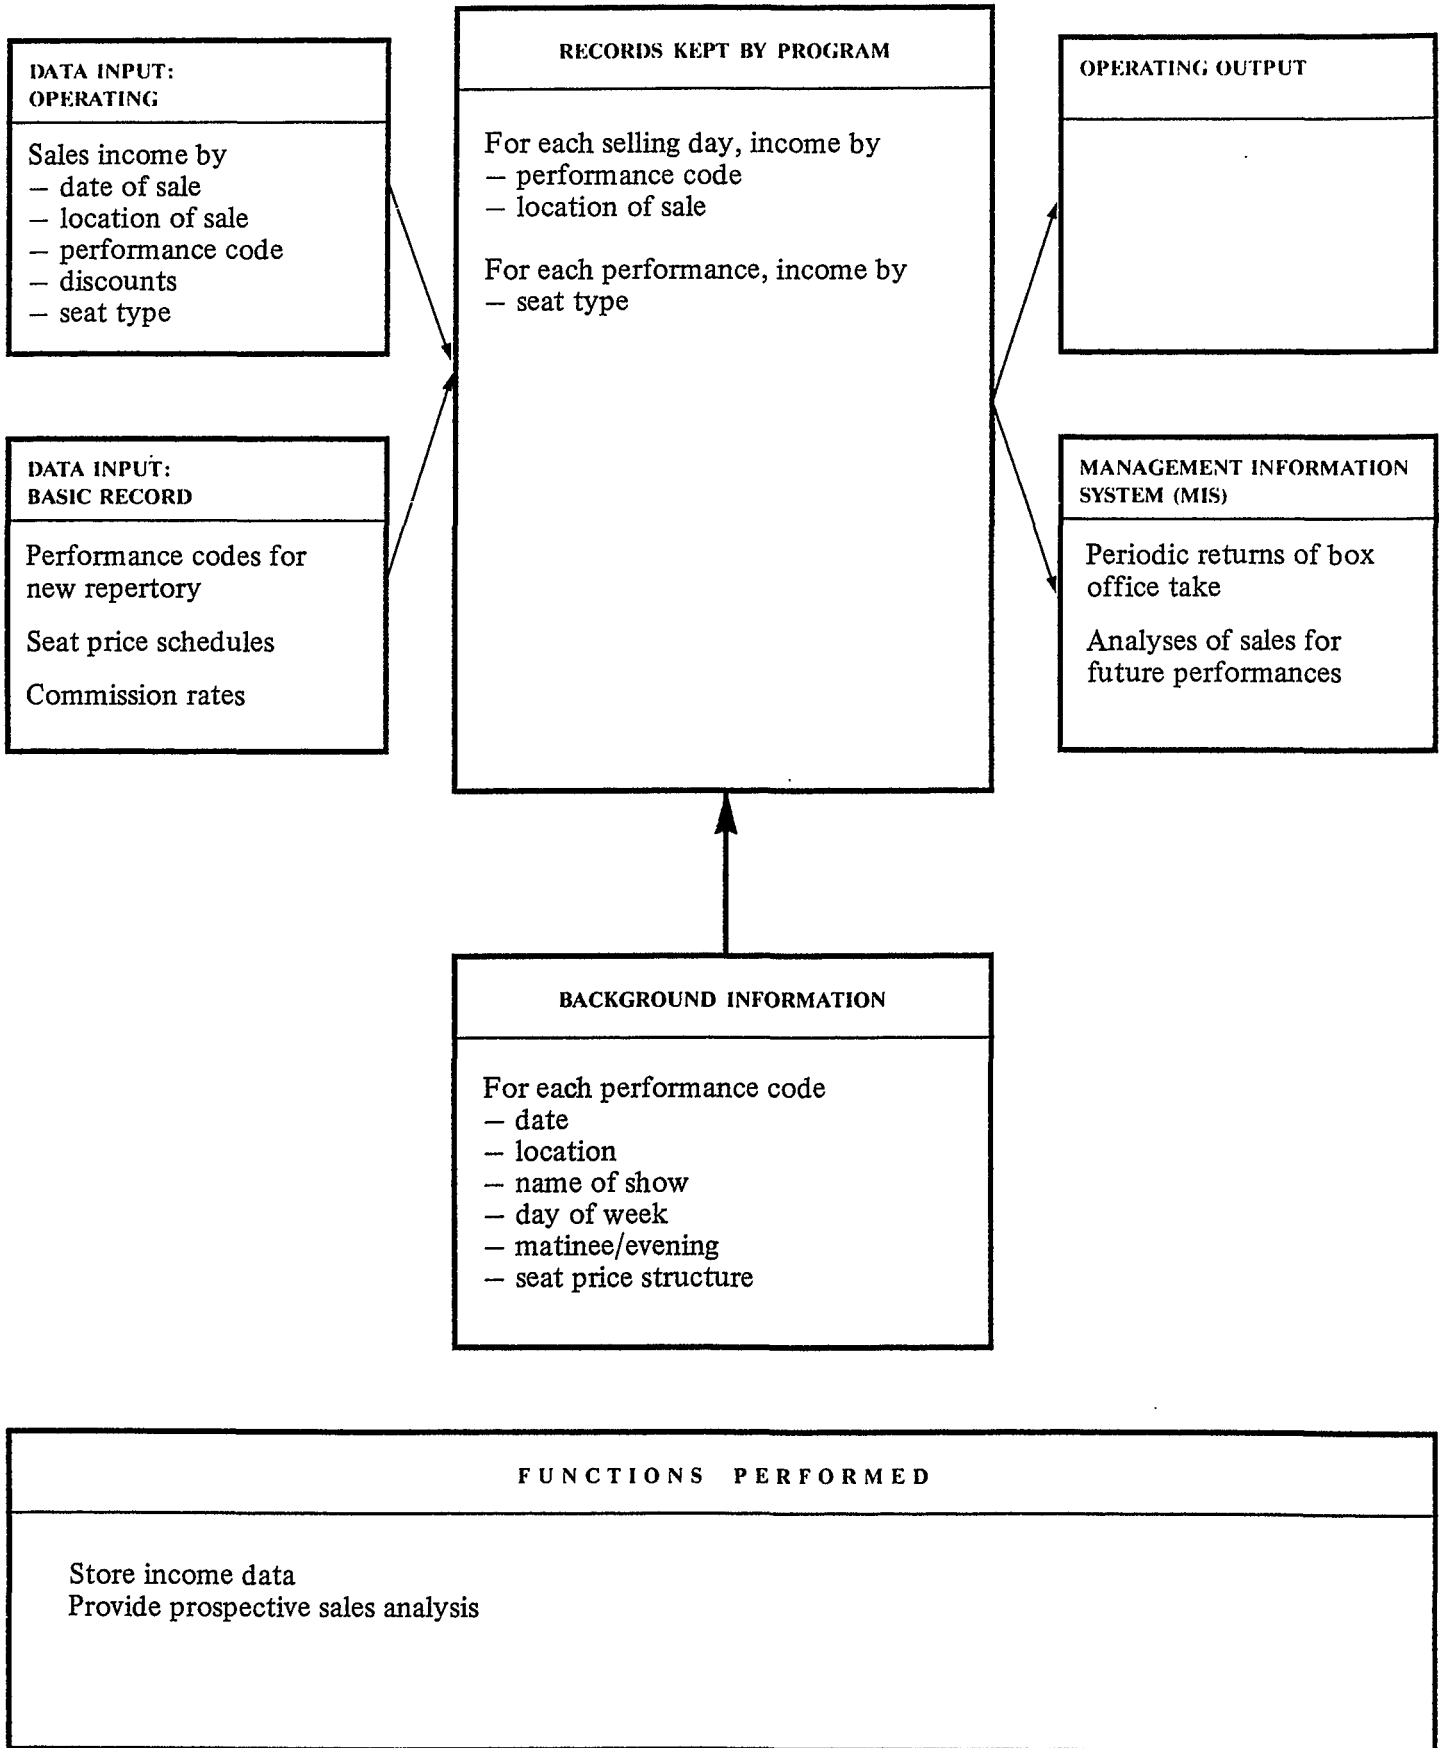 DATA INPUT:
OPERATING
Sales income by
— date of sale
— location of sale
— performance code
— discounts
— seat type
DATA INPUT:
BASIC RECORD
Performance codes for
new repertory
Seat price schedules
Commission rates
RECORDS KEPT BY PROGRAM
For each selling day, income by
— performance code
— location of sale
For each performance, income by
— seat type
OPERATING OUTPUT
MANAGEMENT INFORMATION
SYSTEM (MIS)
Periodic returns of box
office take
Analyses of sales for
future performances
BACKGROUND INFORMATION
For each performance code
— date
— location
— name of show
— day of week
— matinee/evening
— seat price structure
FUNCTIONS PERFORMED
Store income data
Provide prospective sales analysis